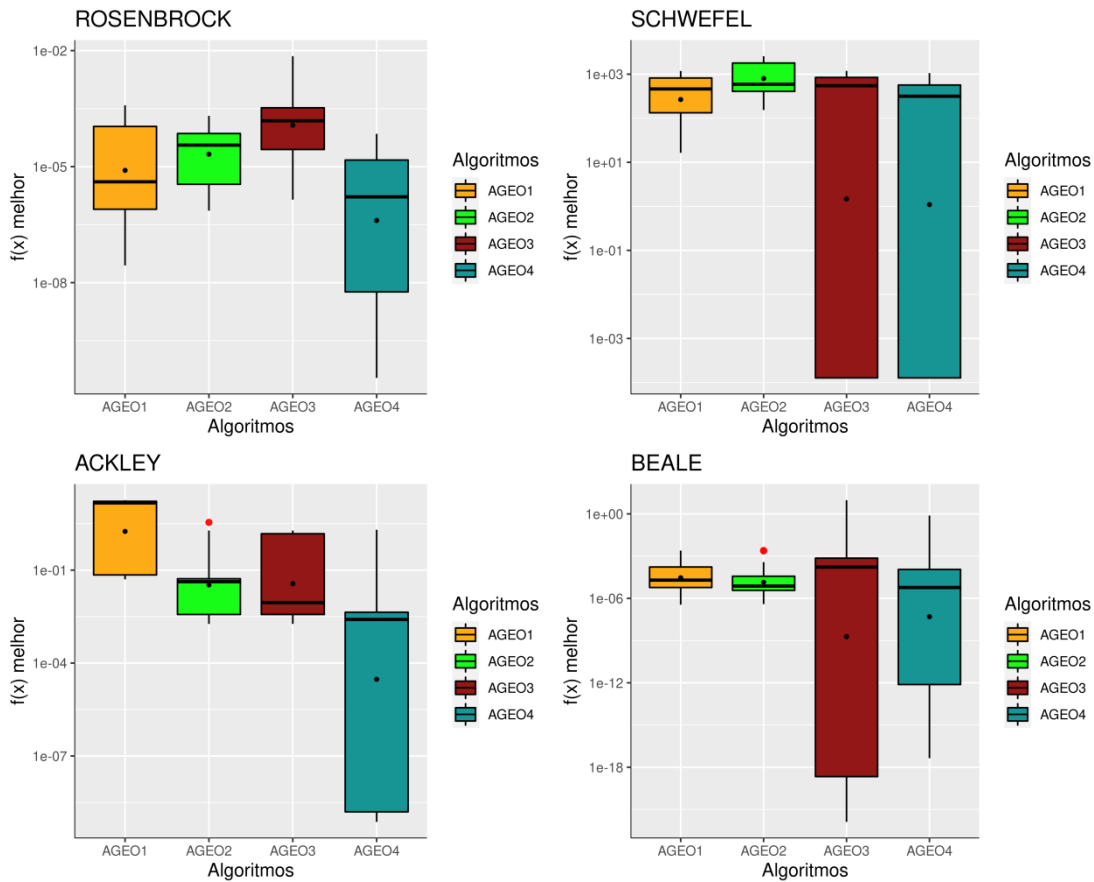 ROSENBROCK
1e-02
1e-05
1e-08
f(x) melhor
AGEO1
AGEO2
AGEO3
AGEO4
Algoritmos
Algoritmos
AGEO1
AGEO2
AGEO3
AGEO4
SCHWEFEL
1e+03
1e+01
1e-01
1e-03
f(x) melhor
AGEO1
AGEO2
AGEO3
AGEO4
Algoritmos
Algoritmos
AGEO1
AGEO2
AGEO3
AGEO4
ACKLEY
1e-01
1e-04
1e-07
f(x) melhor
AGEO1
AGEO2
AGEO3
AGEO4
Algoritmos
Algoritmos
AGEO1
AGEO2
AGEO3
AGEO4
BEALE
1e+00
1e-06
1e-12
1e-18
f(x) melhor
AGEO1
AGEO2
AGEO3
AGEO4
Algoritmos
Algoritmos
AGEO1
AGEO2
AGEO3
AGEO4